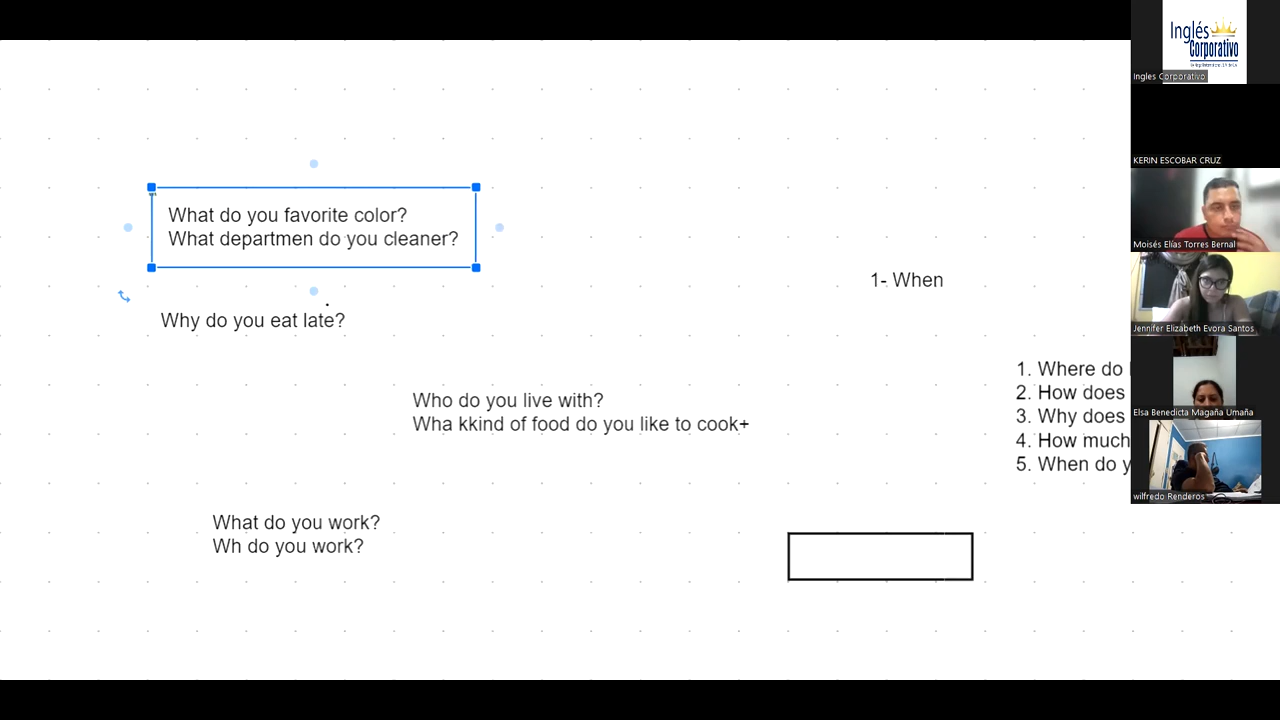 What do you favorite color?
What departmen do you cleaner?
Why do you eat late?
Who do you live with?
Wha kkind of food do you like to cook+
What do you work?
Wh do you work?
1- When
1. Where do
2. How does
3. Why does
4. How much
5. When do y
Inglés
Corporativo
Ingles Corporativo
KERIN ESCOBAR CRUZ
Moisés Elías Torres Bernal
Jennifer Elizabeth Evora Santos
Elsa Benedicta Magaña Umaña
wilfredo Renderos